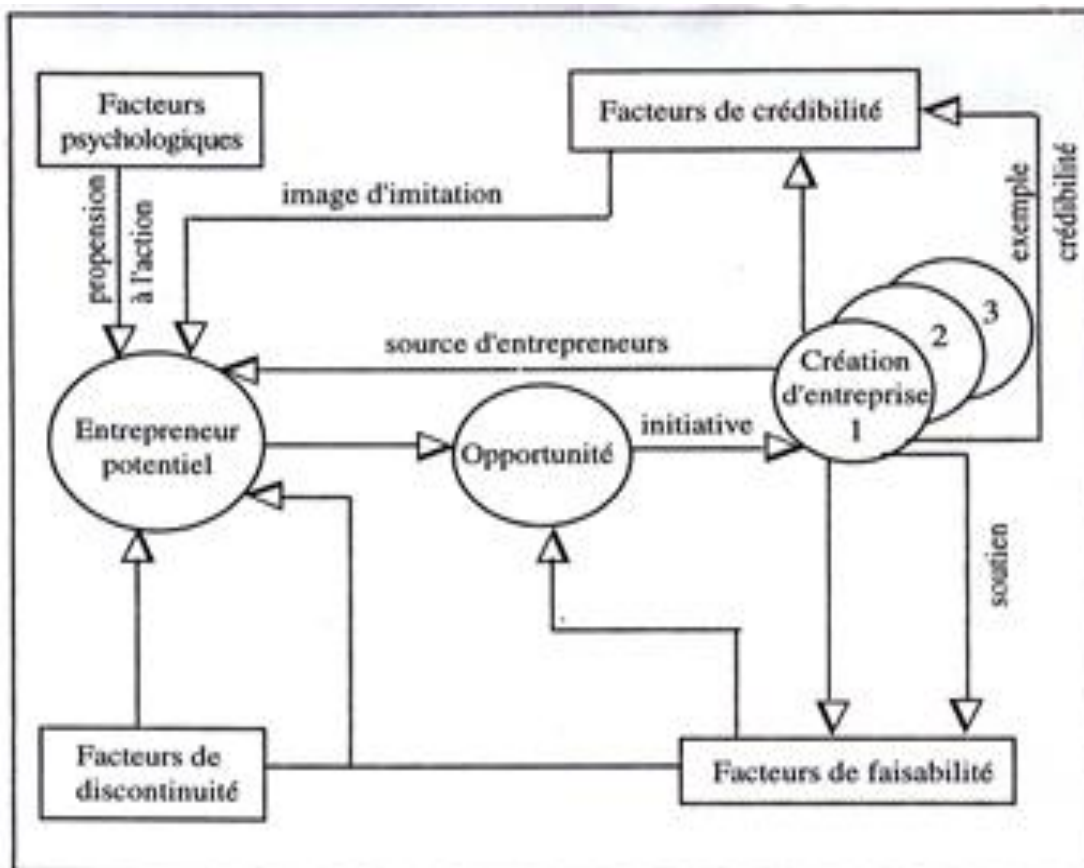 Facteurs
psychologiques
Facteurs de crédibilité
propension
à l'action
image d'imitation
exemple
crédibilité
source d'entrepreneurs
3
2
Création
d'entreprise
1
Entrepreneur
potentiel
Opportunité
initiative
soutien
Facteurs de
discontinuité
Facteurs de faisabilité